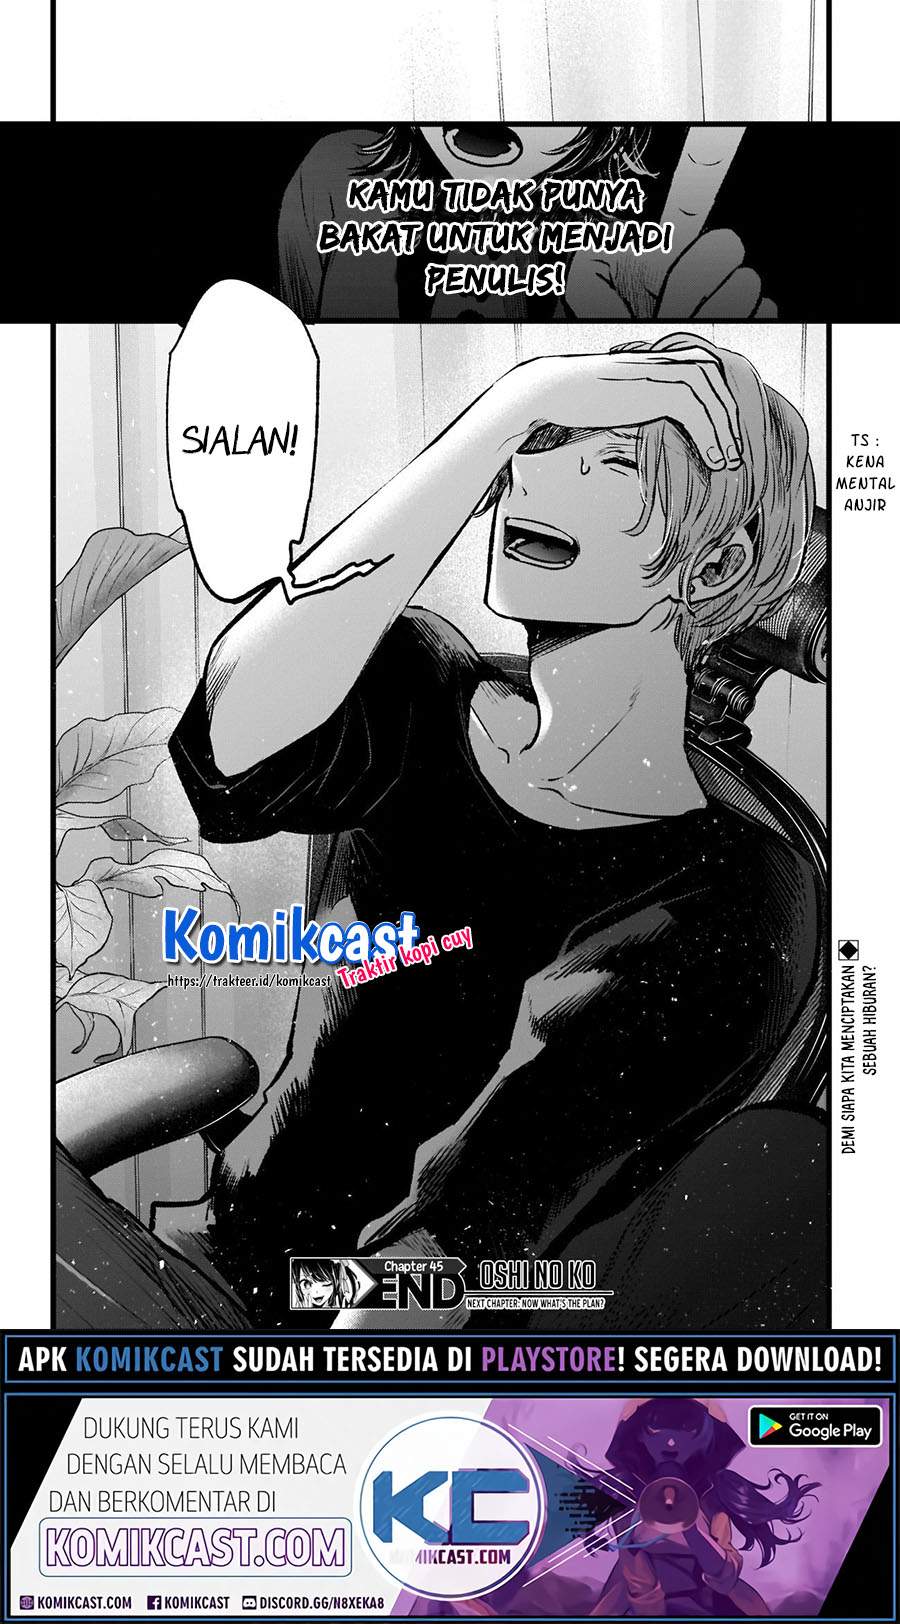 KAMU TIDAK PUNYA
BAKAT UNTUK MENJADI
PENULIS!
SIALAN!
TS :
KENA
MENTAL
ANJIR
Komikcast
https://trakteer.id/komikcast
Traktir kopi cuy
DEMI SIAPA KITA MENCIPTAKAN
SEBUAH HIBURAN?
Chapter 45
END
OSHI NO KO
NEXT CHAPTER: NOW WHAT'S THE PLAN?
APK KOMIKCAST SUDAH TERSEDIA DI PLAYSTORE! SEGERA DOWNLOAD!
DUKUNG TERUS KAMI
DENGAN SELALU MEMBACA
DAN BERKOMENTAR DI
KOMIKCAST.COM
KC
KOMIKCAST.COM
GET IT ON
Google Play
KOMIKCAST.COM
KOMIKCAST
DISCORD.GG/N8XEKA8